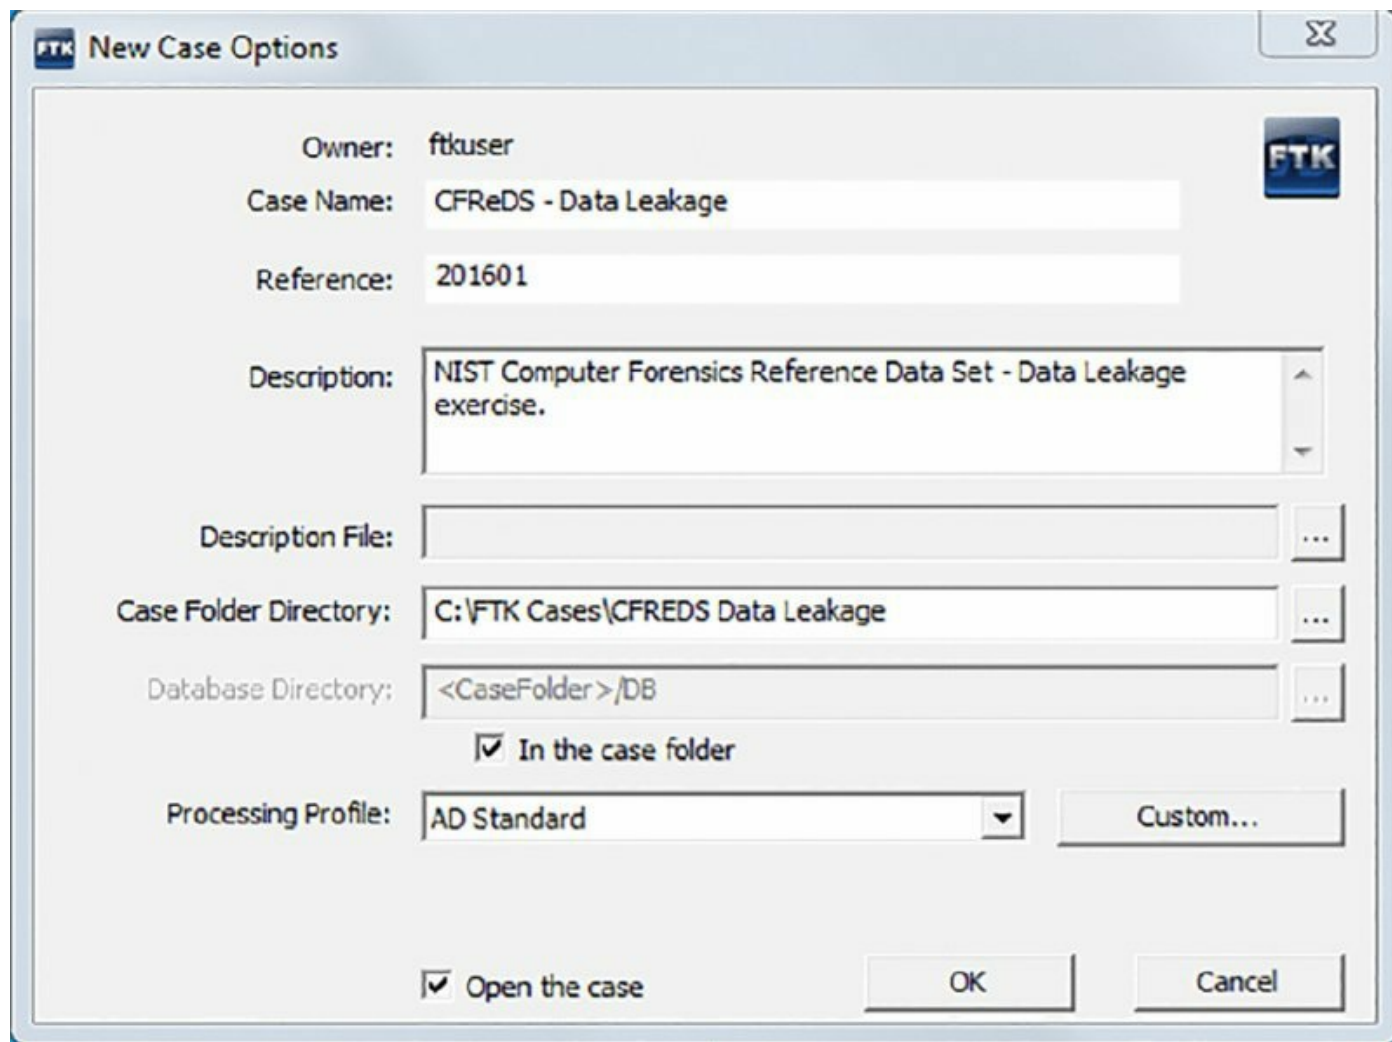 FTK New Case Options
Owner: ftkuser
FTK
Case Name: CFReDS - Data Leakage
Reference: 201601
Description: NIST Computer Forensics Reference Data Set - Data Leakage
exercise.
Description File: ...
Case Folder Directory: C:\FTK Cases\CFREDS Data Leakage ...
Database Directory: <CaseFolder>/DB ...
In the case folder
Processing Profile: AD Standard Custom...
Open the case OK Cancel